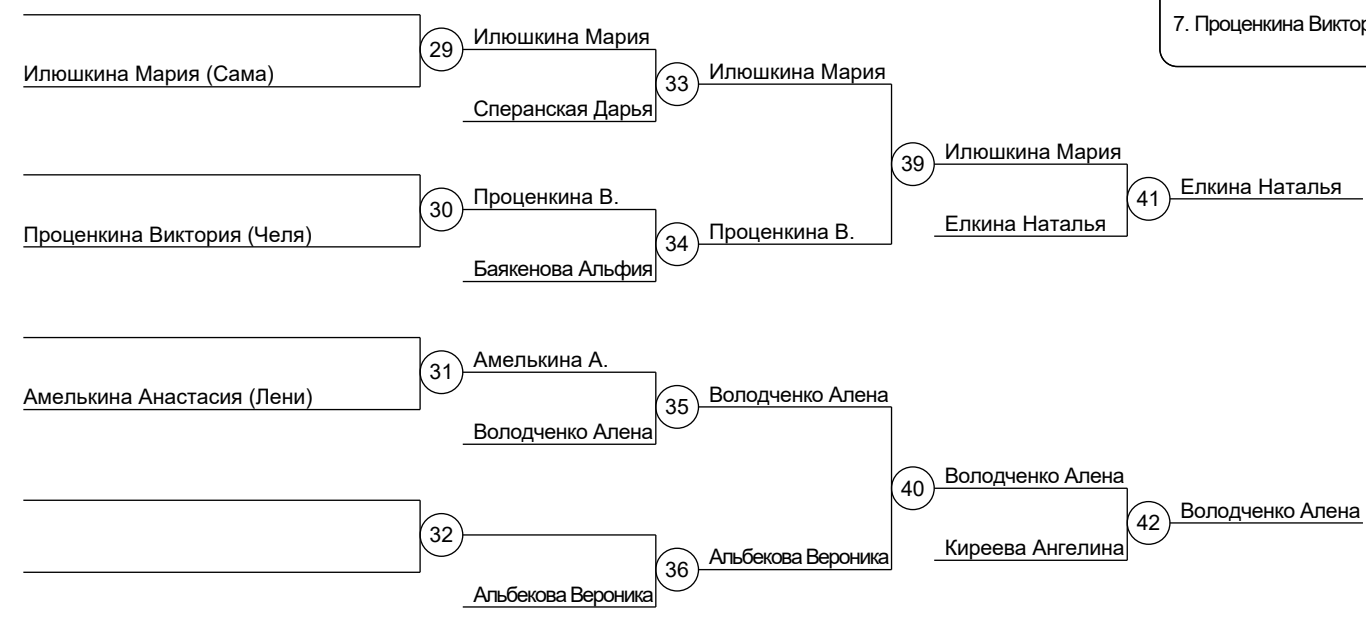 7. Проценкина Виктор
29
Илюшкина Мария
Илюшкина Мария (Сама)
33
Илюшкина Мария
Сперанская Дарья
39
Илюшкина Мария
30
Проценкина В.
41
Елкина Наталья
Проценкина Виктория (Челя)
34
Проценкина В.
Елкина Наталья
Баякенова Альфия
31
Амелькина А.
Амелькина Анастасия (Лени)
35
Володченко Алена
Володченко Алена
40
Володченко Алена
32
42
Володченко Алена
36
Альбекова Вероника
Киреева Ангелина
Альбекова Вероника